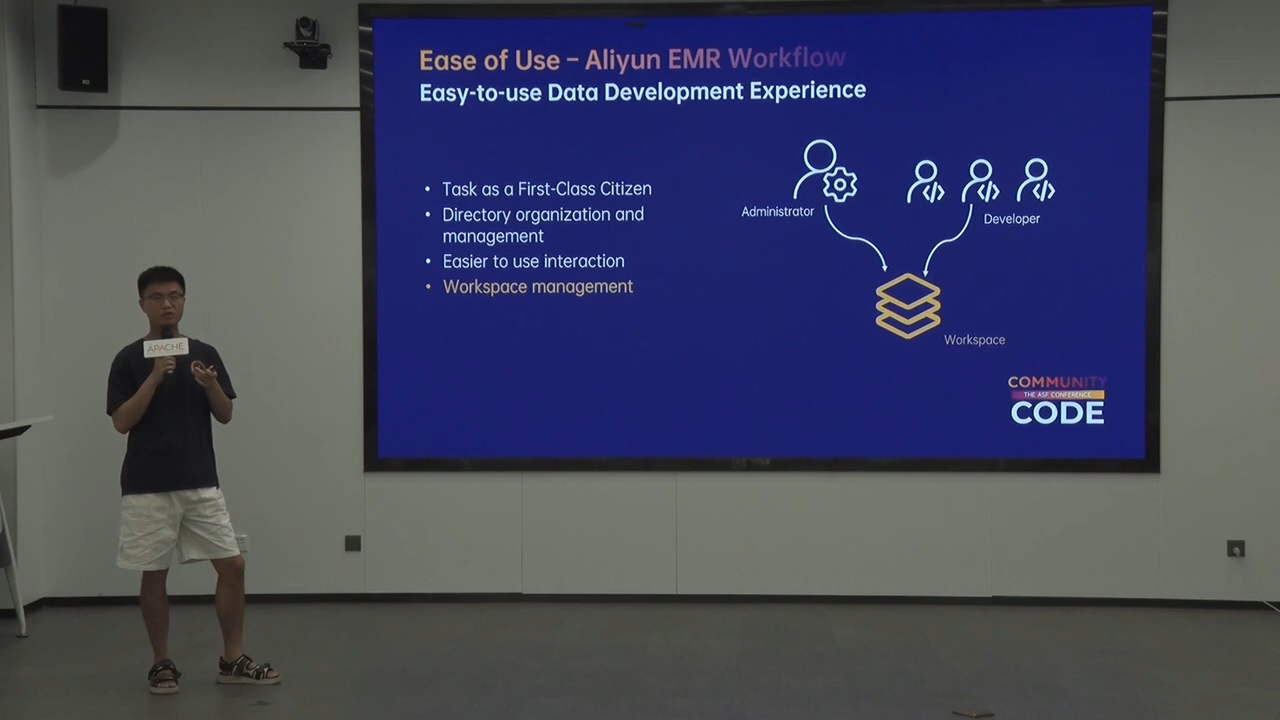 Ease of Use – Aliyun EMR Workflow
Easy-to-use Data Development Experience
• Task as a First-Class Citizen
• Directory organization and
management
• Easier to use interaction
• Workspace management
Administrator
Developer
Workspace
COMMUNITY
THE ASF CONFERENCE
CODE
APACHE